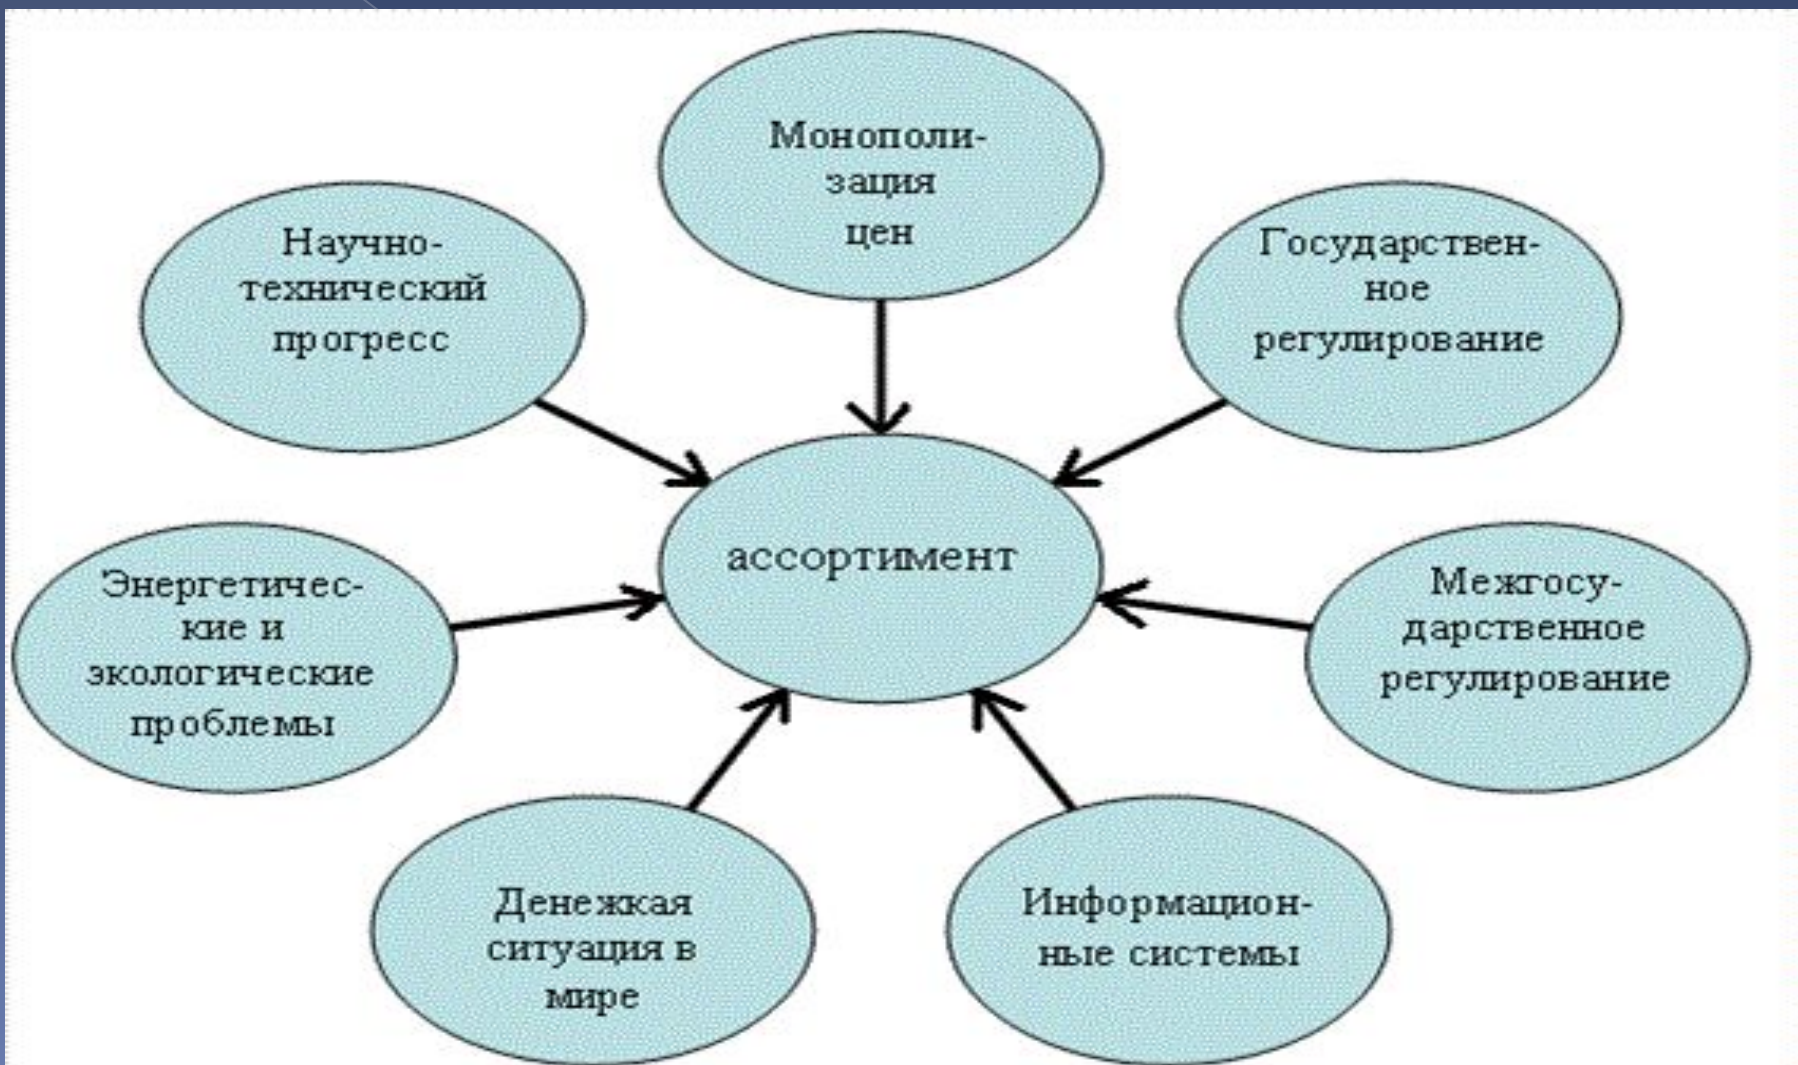 Монополи-
зация
цен
Научно-
технический
прогресс
Государствен-
ное
регулирование
ассортимент
Энергетичес-
кие и
экологические
проблемы
Межгосу-
дарственное
регулирование
Денежкая
ситуация в
мире
Информацион-
ные системы